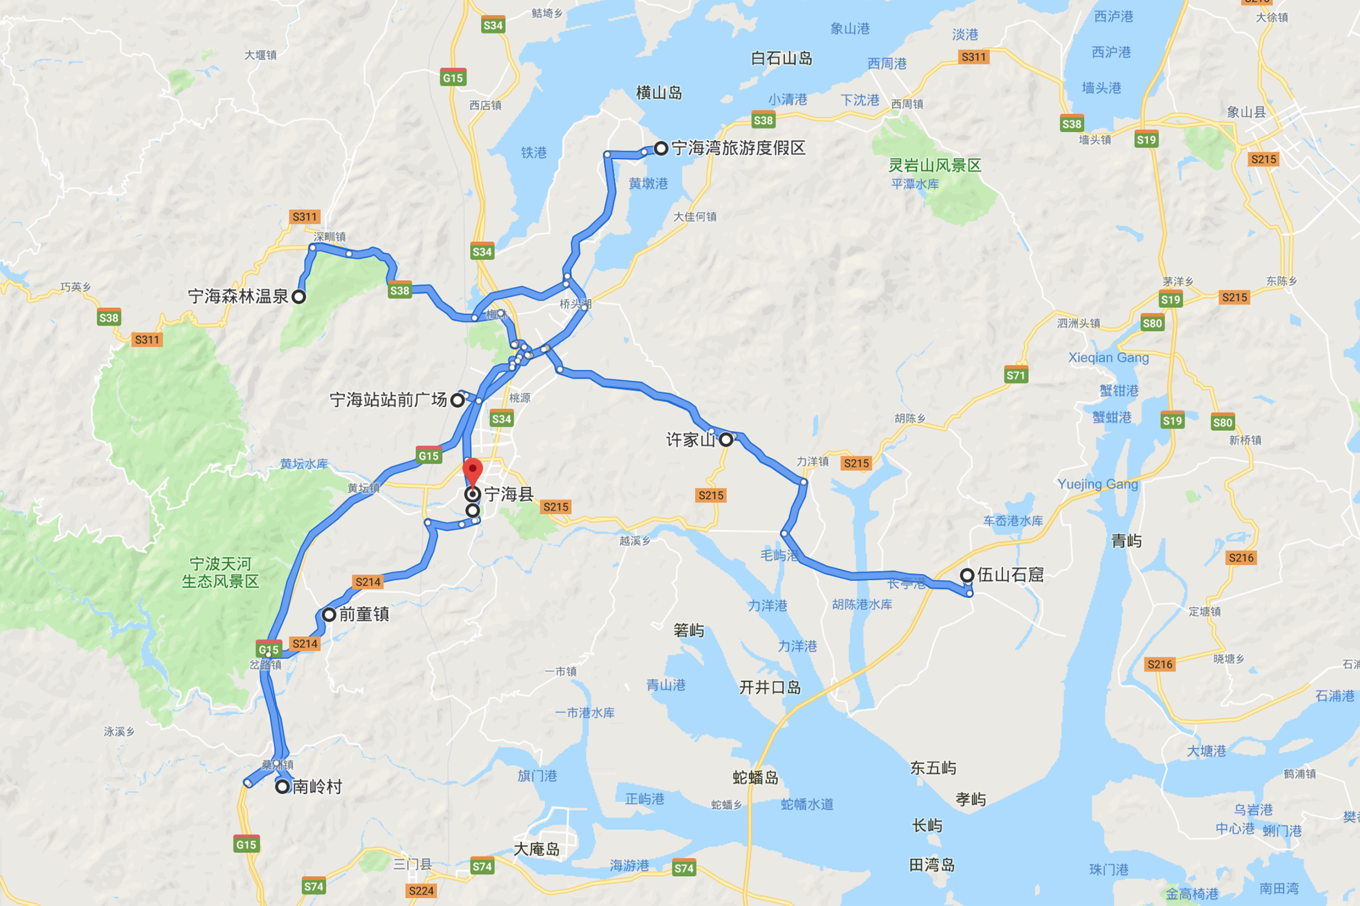 鲒埼乡
S34
象山港
西沪港
S216
大徐镇
大堰镇
白石山岛
西周港
淡港
S311
西沪港
G15
横山岛
墙头港
西店镇
小清港
下沈港
西周镇
S38
S38
墙头镇
S19
象山县
S215
铁港
宁海湾旅游度假区
灵岩山风景区
平潭水库
黄墩港
S311
大佳何镇
深甽镇
S34
巧英乡
宁海森林温泉
S38
桥头胡
茅洋乡
东陈乡
S19
S215
S38
梅林
泗洲头镇
S80
S311
Xieqian Gang
S71
蟹钳港
宁海站站前广场
桃源
S34
胡陈乡
蟹蚶港
S19
S80
许家山
新桥镇
G15
黄坛水库
力洋镇
S215
黄坛镇
宁海县
S215
S215
Yuejing Gang
车岙港水库
越溪乡
青屿
宁波天河
生态风景区
毛屿港
S216
S214
长亭港
伍山石窟
前童镇
力洋港
胡陈港水库
定塘镇
箬屿
G15
S214
岔路镇
力洋港
晓塘乡
S216
石浦
一市镇
青山港
开井口岛
石浦港
泳溪乡
一市港水库
大塘港
桑洲镇
旗门港
蛇蟠岛
东五屿
鹤浦镇
南岭村
正屿港
蛇蟠乡
蛇蟠水道
孝屿
乌岩港
樊
G15
大庵岛
长屿
中心港
蜊门港
三门县
S74
海游港
S74
田湾岛
珠门港
S74
S224
金高椅港
南田湾